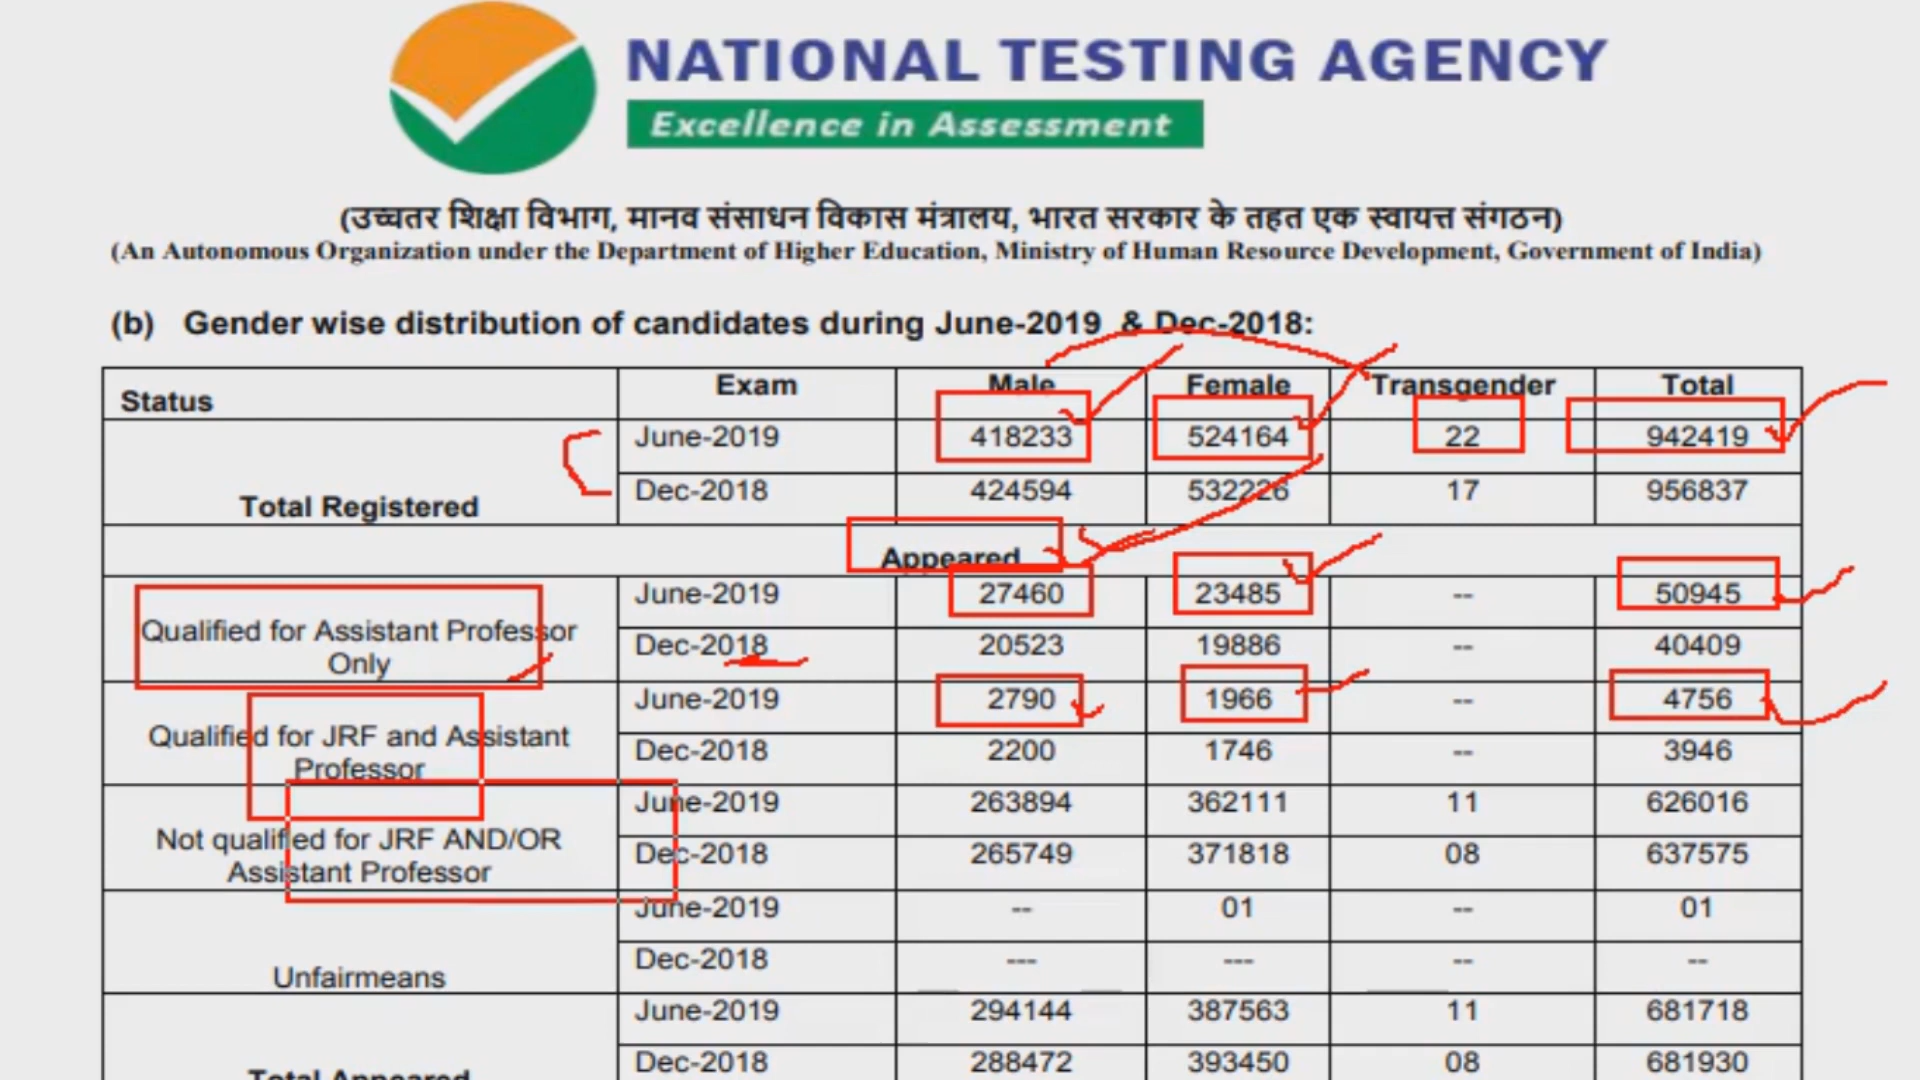 NATIONAL TESTING AGENCY
Excellence in Assessment
(उच्चतर शिक्षा विभाग, मानव संसाधन विकास मंत्रालय, भारत सरकार के तहत एक स्वायत्त संगठन)
(An Autonomous Organization under the Department of Higher Education, Ministry of Human Resource Development, Government of India)
(b) Gender wise distribution of candidates during June-2019 & Dec-2018:
Status Exam Male Female Transgender Total
Total Registered June-2019 418233 524164 22 942419
Dec-2018 424594 532226 17 956837
Appeared
Qualified for Assistant Professor Only June-2019 27460 23485 -- 50945
Dec-2018 20523 19886 -- 40409
Qualified for JRF and Assistant Professor June-2019 2790 1966 -- 4756
Dec-2018 2200 1746 -- 3946
Not qualified for JRF AND/OR Assistant Professor June-2019 263894 362111 11 626016
Dec-2018 265749 371818 08 637575
Unfairmeans June-2019 -- 01 -- 01
Dec-2018 --- --- -- --
Total Appeared June-2019 294144 387563 11 681718
Dec-2018 288472 393450 08 681930